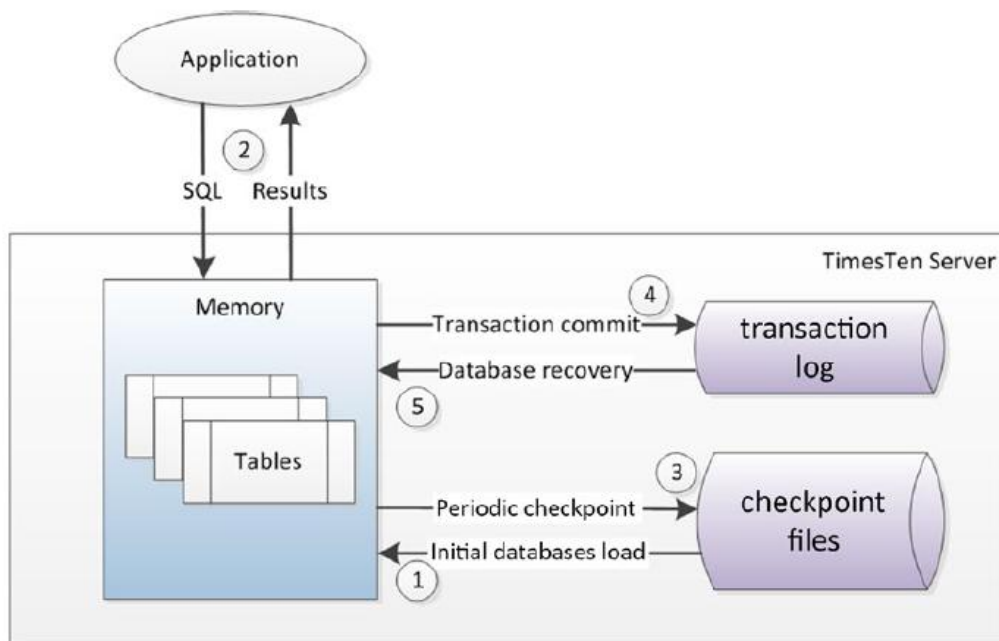 Application
2
SQL
Results
TimesTen Server
Memory
4
Transaction commit
transaction
log
Database recovery
5
Tables
3
Periodic checkpoint
checkpoint
files
Initial databases load
1